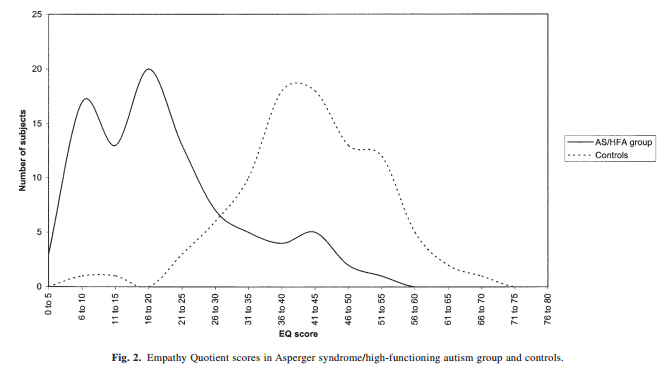 25
20
15
10
5
0
Number of subjects
0 to 5
6 to 10
11 to 15
16 to 20
21 to 25
26 to 30
31 to 35
36 to 40
41 to 45
46 to 50
51 to 55
56 to 60
61 to 65
66 to 70
71 to 75
76 to 80
EQ score
AS/HFA group
Controls
Fig. 2. Empathy Quotient scores in Asperger syndrome/high-functioning autism group and controls.